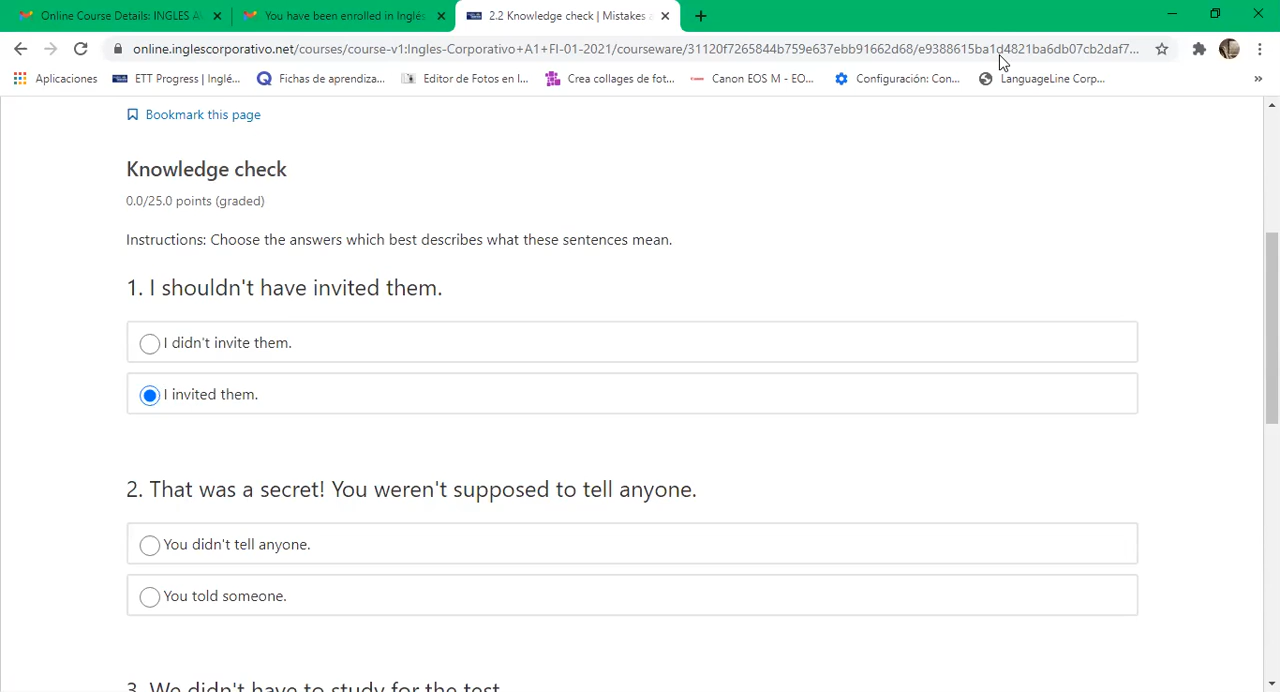 Online Course Details: INGLES A
You have been enrolled in Inglés
2.2 Knowledge check | Mistakes a
online.inglescorporativo.net/courses/course-v1:Ingles-Corporativo+A1+FI-01-2021/courseware/31120f7265844b759e637ebb91662d68/e9388615ba1d4821ba6db07cb2daf7...
Aplicaciones
ETT Progress | Inglé...
Fichas de aprendiza...
Editor de Fotos en l...
Crea collages de fot...
Canon EOS M - EO...
Configuración: Con...
LanguageLine Corp...
»
Bookmark this page
Knowledge check
0.0/25.0 points (graded)
Instructions: Choose the answers which best describes what these sentences mean.
1. I shouldn't have invited them.
I didn't invite them.
I invited them.
2. That was a secret! You weren't supposed to tell anyone.
You didn't tell anyone.
You told someone.
3. We didn't have to study for the test